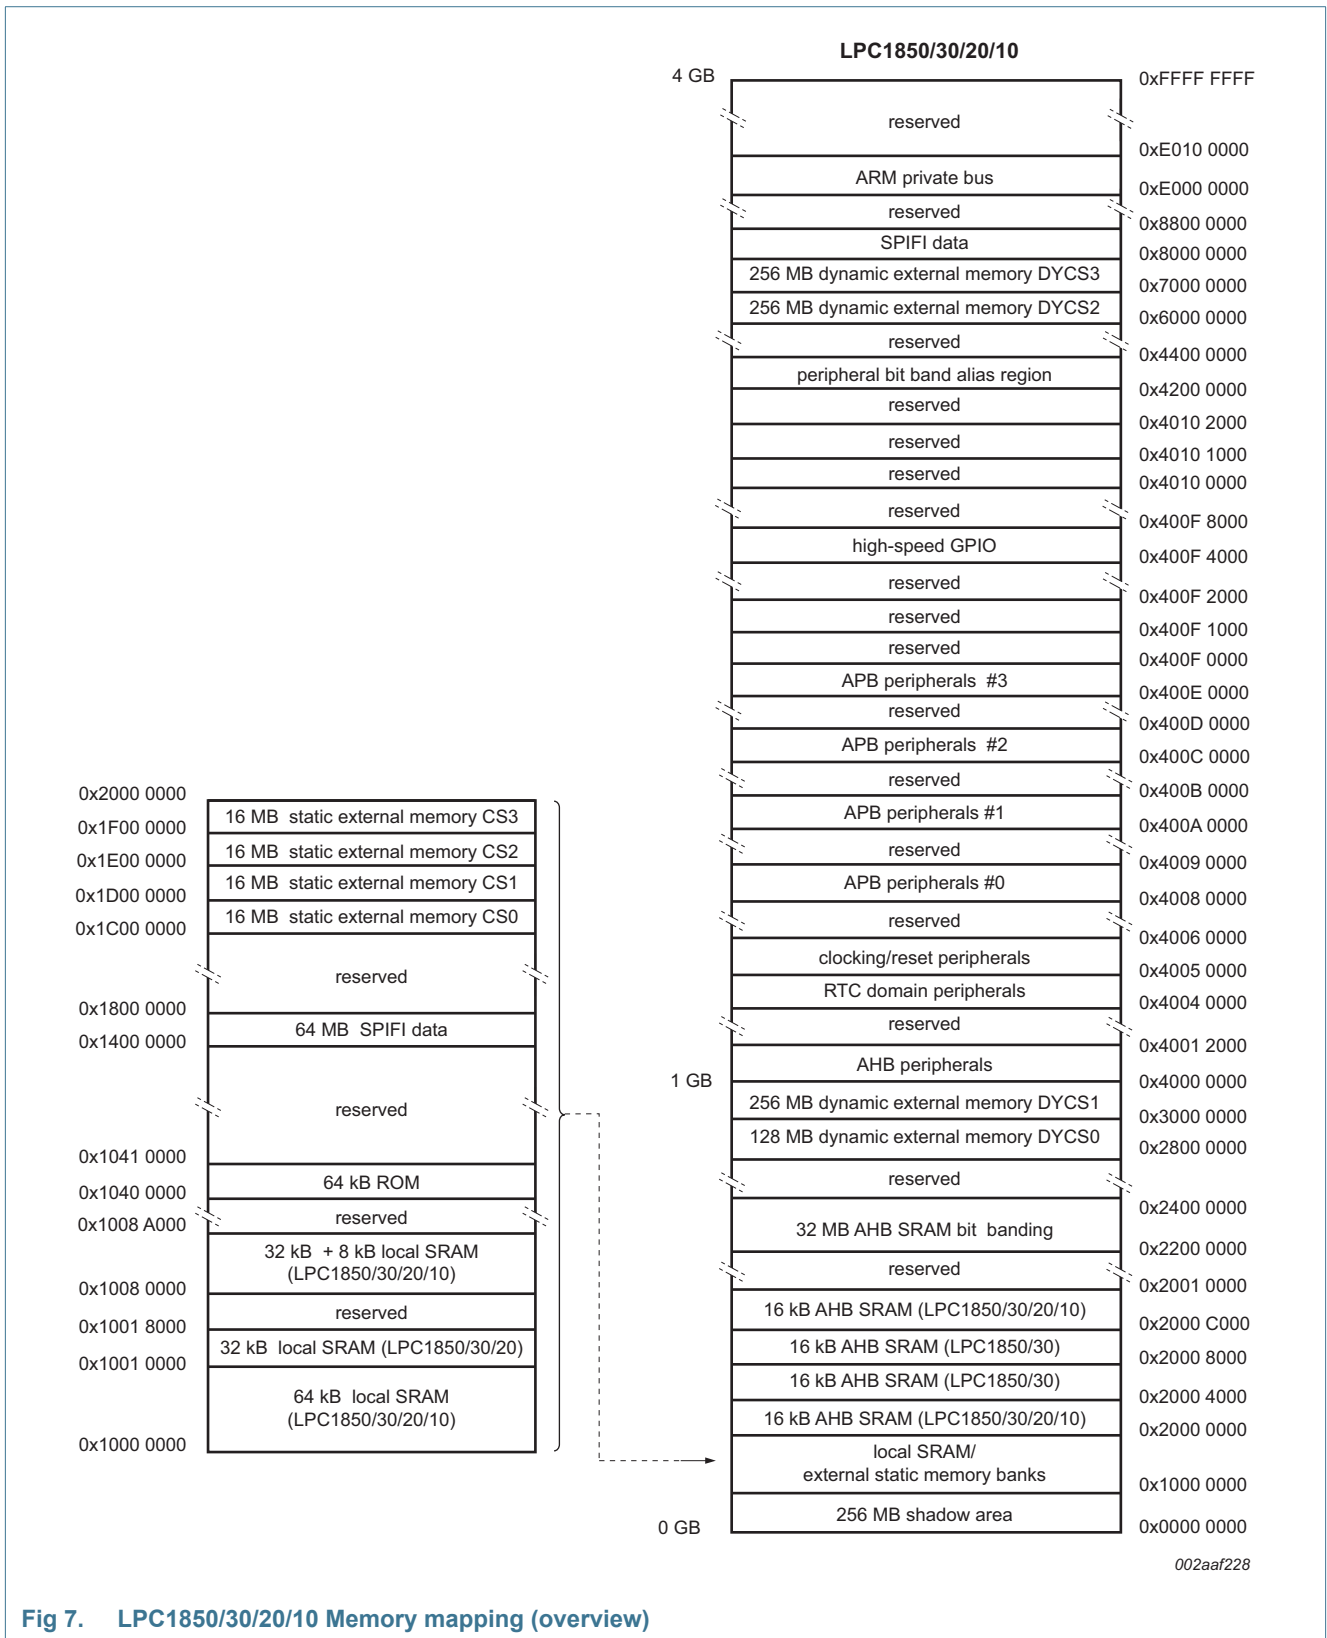 LPC1850/30/20/10
4 GB
0xFFFF FFFF
reserved
0xE010 0000
ARM private bus
0xE000 0000
reserved
0x8800 0000
SPIFI data
0x8000 0000
256 MB dynamic external memory DYCS3
0x7000 0000
256 MB dynamic external memory DYCS2
0x6000 0000
reserved
0x4400 0000
peripheral bit band alias region
0x4200 0000
reserved
0x4010 2000
reserved
0x4010 1000
reserved
0x4010 0000
reserved
0x400F 8000
high-speed GPIO
0x400F 4000
reserved
0x400F 2000
reserved
0x400F 1000
reserved
0x400F 0000
APB peripherals #3
0x400E 0000
reserved
0x400D 0000
APB peripherals #2
0x400C 0000
reserved
0x400B 0000
APB peripherals #1
0x400A 0000
reserved
0x4009 0000
APB peripherals #0
0x4008 0000
reserved
0x4006 0000
clocking/reset peripherals
0x4005 0000
RTC domain peripherals
0x4004 0000
reserved
0x4001 2000
AHB peripherals
1 GB
0x4000 0000
256 MB dynamic external memory DYCS1
0x3000 0000
128 MB dynamic external memory DYCS0
0x2800 0000
reserved
0x2400 0000
32 MB AHB SRAM bit banding
0x2200 0000
reserved
0x2001 0000
16 kB AHB SRAM (LPC1850/30/20/10)
0x2000 C000
16 kB AHB SRAM (LPC1850/30)
0x2000 8000
16 kB AHB SRAM (LPC1850/30)
0x2000 4000
16 kB AHB SRAM (LPC1850/30/20/10)
0x2000 0000
local SRAM/
external static memory banks
0x1000 0000
256 MB shadow area
0 GB
0x0000 0000
0x2000 0000
16 MB static external memory CS3
0x1F00 0000
16 MB static external memory CS2
0x1E00 0000
16 MB static external memory CS1
0x1D00 0000
16 MB static external memory CS0
0x1C00 0000
reserved
0x1800 0000
64 MB SPIFI data
0x1400 0000
reserved
0x1041 0000
64 kB ROM
0x1040 0000
reserved
0x1008 A000
32 kB + 8 kB local SRAM
(LPC1850/30/20/10)
0x1008 0000
reserved
0x1001 8000
32 kB local SRAM (LPC1850/30/20)
0x1001 0000
64 kB local SRAM
(LPC1850/30/20/10)
0x1000 0000
002aaf228
Fig 7. LPC1850/30/20/10 Memory mapping (overview)